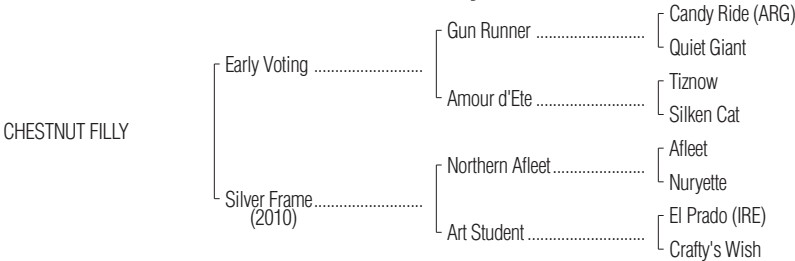 Candy Ride (ARG)
Gun Runner ..........................
Quiet Giant
Early Voting ..........................
Tiznow
Amour d'Ete ..........................
Silken Cat
CHESTNUT FILLY
Afleet
Northern Afleet......................
Nuryette
Silver Frame..........................
(2010)
El Prado (IRE)
Art Student ............................
Crafty's Wish